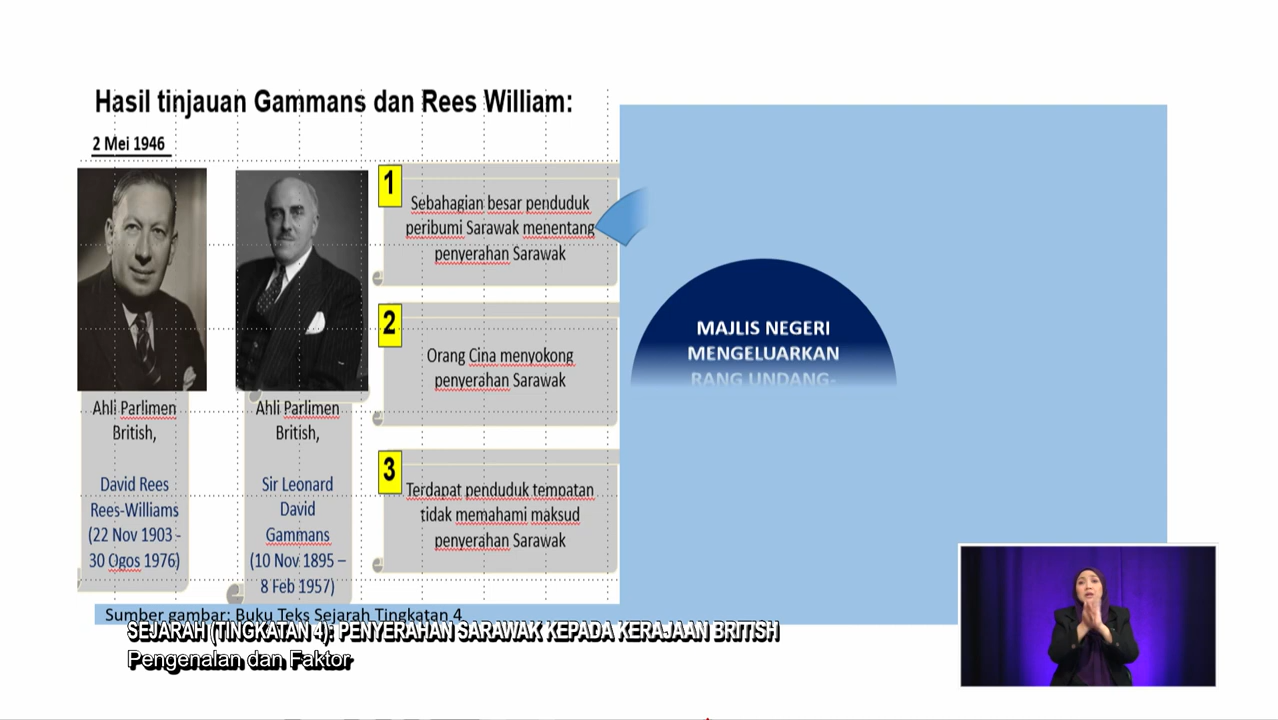 Hasil tinjauan Gammans dan Rees William:
2 Mei 1946
Ahli Parlimen
British,
David Rees
Rees-Williams
(22 Nov 1903 -
30 Ogos 1976)
Ahli Parlimen
British,
Sir Leonard
David
Gammans
(10 Nov 1895 –
8 Feb 1957)
1
Sebahagian besar penduduk
peribumi Sarawak menentang
penyerahan Sarawak
2
Orang Cina menyokong
penyerahan Sarawak
3
Terdapat penduduk tempatan
tidak memahami maksud
penyerahan Sarawak
MAJLIS NEGERI
MENGELUARKAN
RANG UNDANG-
Sumber gambar: Buku Teks Sejarah Tingkatan 4
SEJARAH (TINGKATAN 4): PENYERAHAN SARAWAK KEPADA KERAJAAN BRITISH
Pengenalan dan Faktor